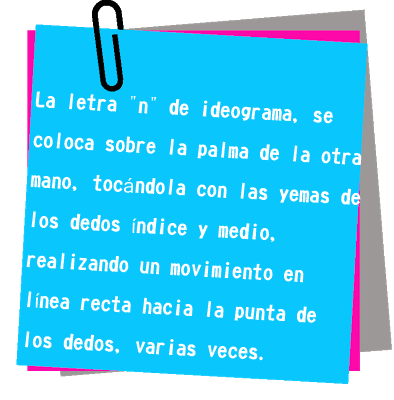 La letra "n" de ideograma, se
coloca sobre la palma de la otra
mano, tocándola con las yemas de
los dedos índice y medio,
realizando un movimiento en
línea recta hacia la punta de
los dedos, varias veces.